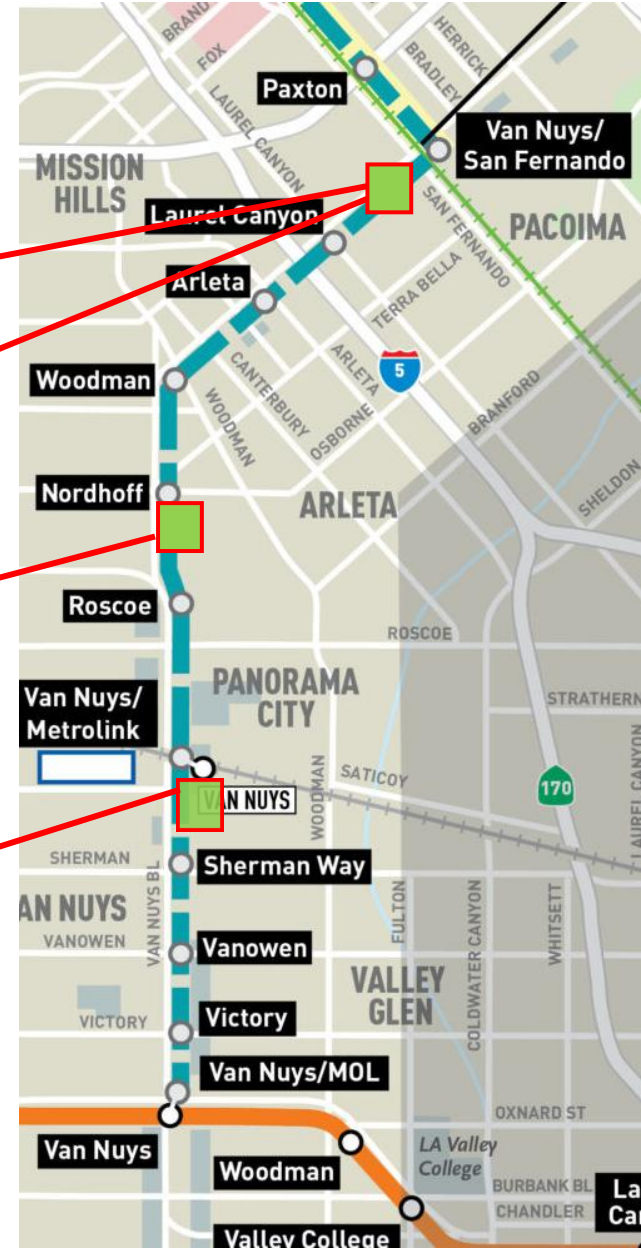 BRAND
FOX
HERRICK
BRADLEY
Paxton
LAUREL CANYON
Van Nuys/
San Fernando
MISSION
HILLS
Laurel Canyon
SAN FERNANDO
PACOIMA
Arleta
TERRA BELLA
5
ARLETA
Woodman
CANTERBURY
WOODMAN
OSBORNE
BRANFORD
Nordhoff
ARLETA
SHELDON
Roscoe
ROSCOE
PANORAMA
CITY
STRATHERN
Van Nuys/
Metrolink
WOODMAN
SATICOY
170
LAUREL CANYON
VAN NUYS
SHERMAN
VAN NUYS BL
Sherman Way
AN NUYS
FULTON
COLDWATER CANYON
WHITSETT
VANOWEN
Vanowen
VALLEY
GLEN
VICTORY
Victory
Van Nuys/MOL
OXNARD ST
Van Nuys
LA Valley
College
Woodman
BURBANK BL
CHANDLER
La
Ca
Valley College